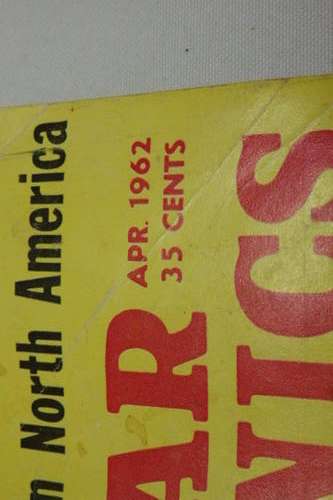 n North America
APR. 1962
35 CENTS
AR
NICS